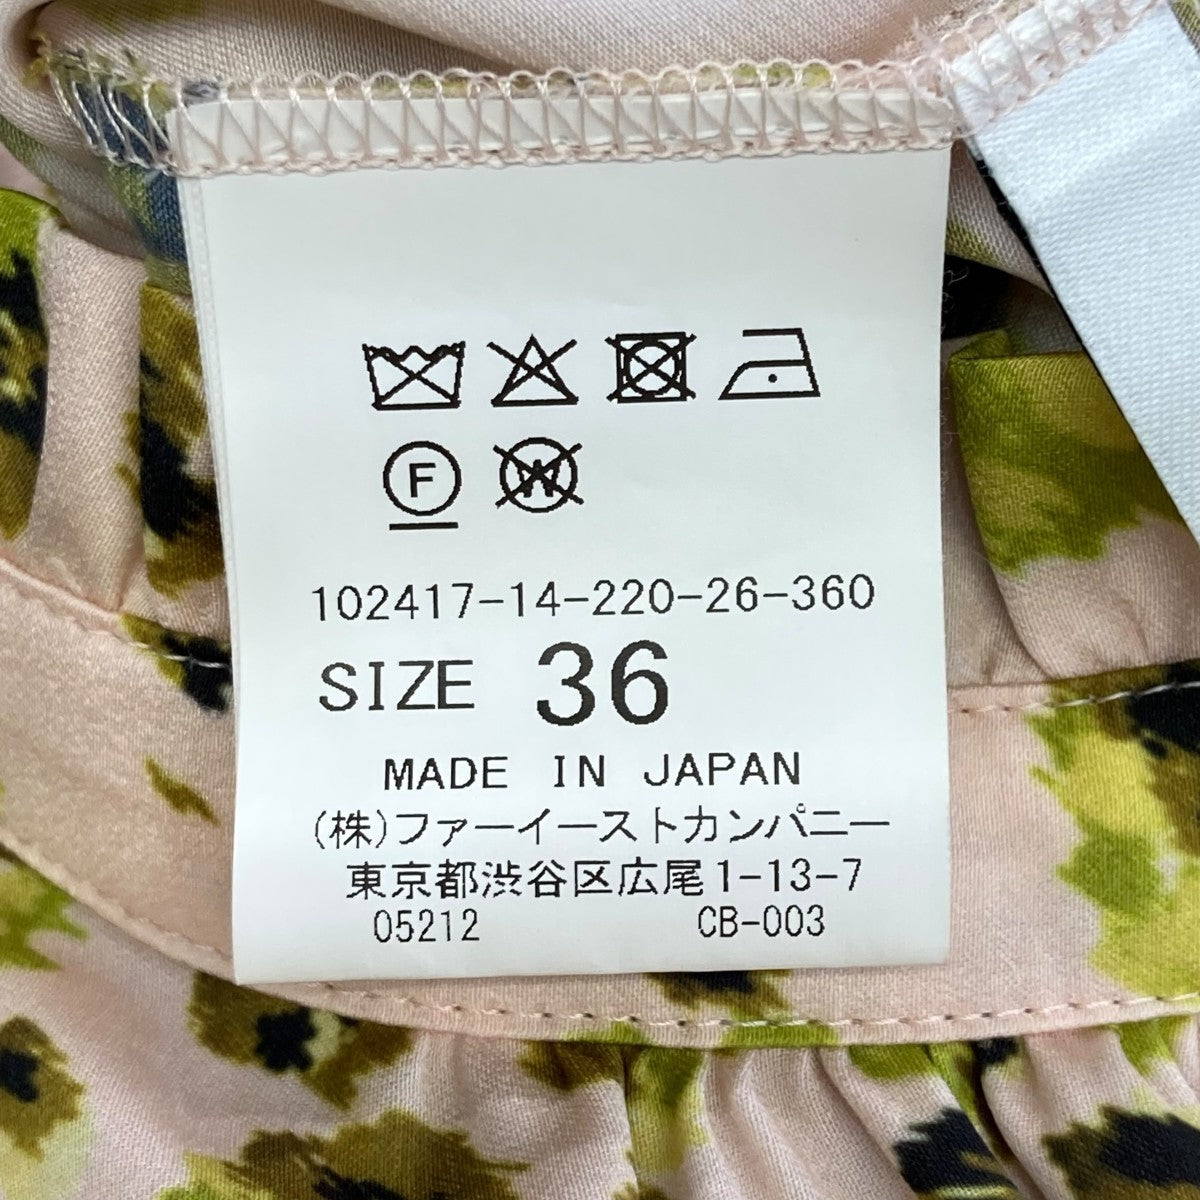 F W
102417-14-220-26-360
SIZE 36
MADE IN JAPAN
(株)ファーイーストカンパニー
東京都渋谷区広尾1-13-7
05212 CB-003